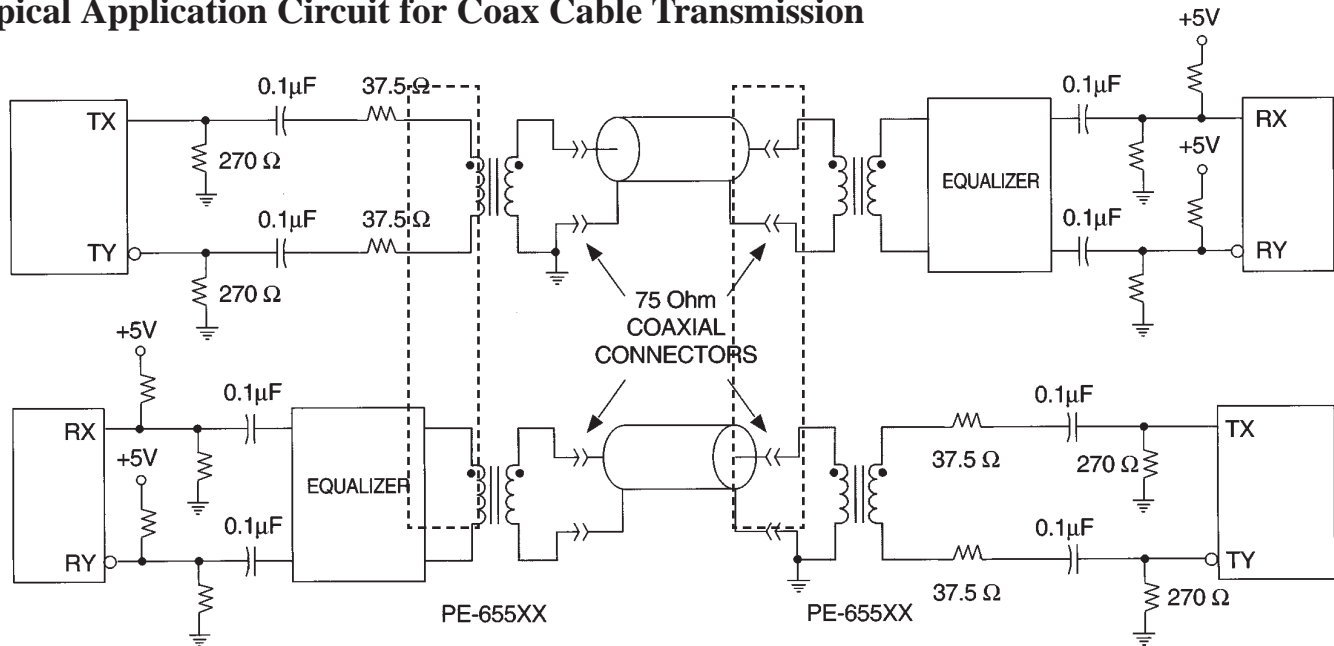 pical Application Circuit for Coax Cable Transmission
+5V
0.1µF
37.5 Ω
0.1µF
TX
270 Ω
RX
+5V
EQUALIZER
0.1µF
37.5 Ω
0.1µF
TY
RY
270 Ω
75 Ohm
COAXIAL
CONNECTORS
+5V
0.1µF
0.1µF
RX
TX
+5V
37.5 Ω
270 Ω
EQUALIZER
0.1µF
0.1µF
RY
TY
37.5 Ω
270 Ω
PE-655XX
PE-655XX